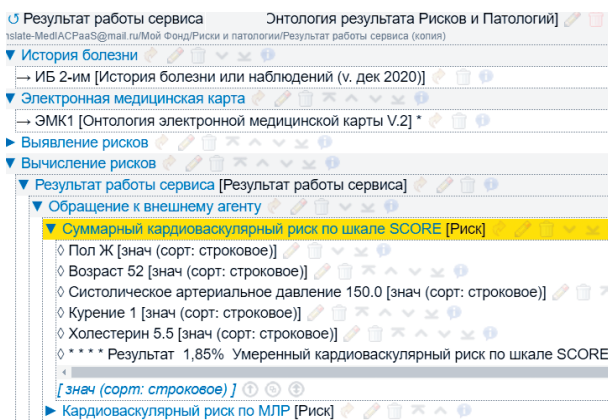 Результат работы сервиса Онтология результата Рисков и Патологий]
nslate-MedIACPaaS@mail.ru/Мой Фонд/Риски и патологии/Результат работы сервиса (копия)
▼ История болезни
→ ИБ 2-им [История болезни или наблюдений (v. дек 2020)]
▼ Электронная медицинская карта
→ ЭМК1 [Онтология электронной медицинской карты V.2] *
► Выявление рисков
▼ Вычисление рисков
▼ Результат работы сервиса [Результат работы сервиса]
▼ Обращение к внешнему агенту
▼ Суммарный кардиоваскулярный риск по шкале SCORE [Риск]
◊ Пол Ж [знач (сорт: строковое)]
◊ Возраст 52 [знач (сорт: строковое)]
◊ Систолическое артериальное давление 150.0 [знач (сорт: строковое)]
◊ Курение 1 [знач (сорт: строковое)]
◊ Холестерин 5.5 [знач (сорт: строковое)]
◊ * * * * Результат 1,85% Умеренный кардиоваскулярный риск по шкале SCORE
[ знач (сорт: строковое) ]
► Кардиоваскулярный риск по МЛР [Риск]